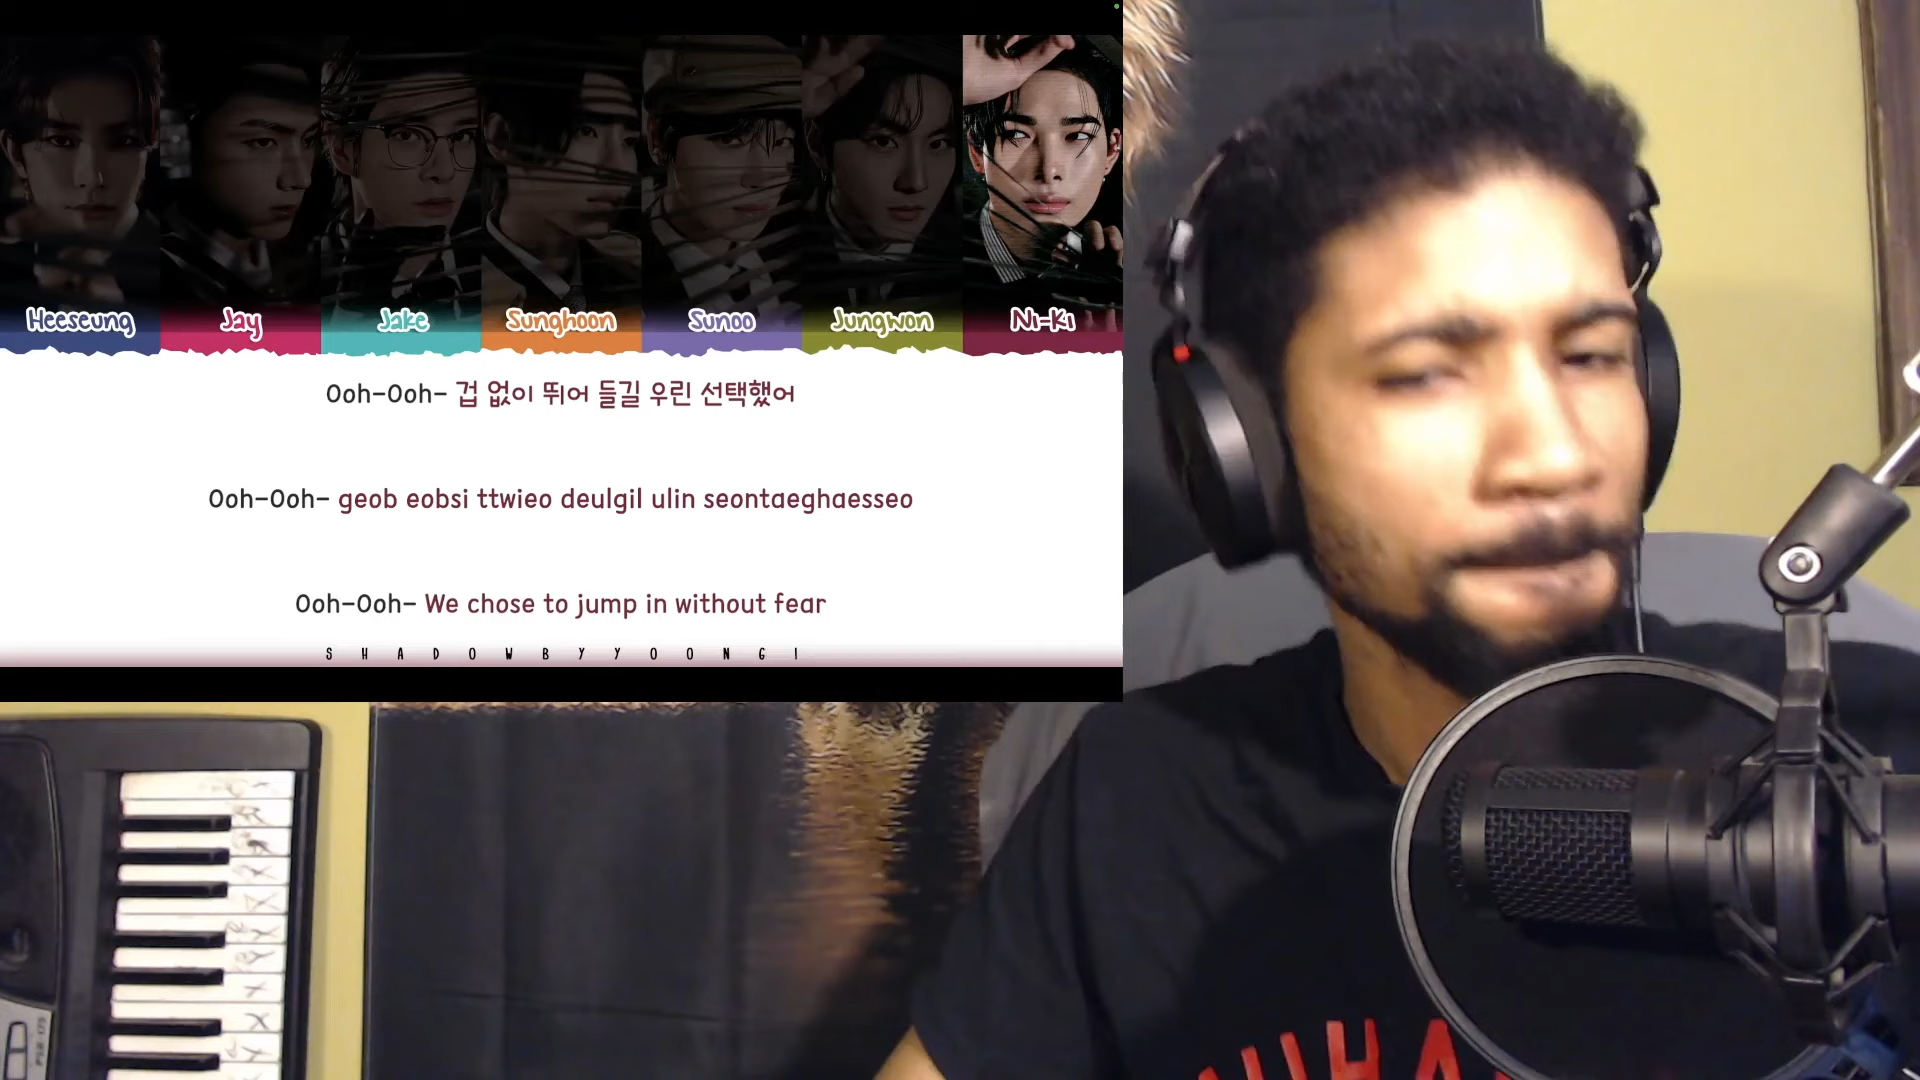 Heeseung Jay Jake Sunghoon Sunoo Jungwon Ni-Ki
Ooh-Ooh- 겁 없이 뛰어 들길 우린 선택했어
Ooh-Ooh- geob eobsi ttwieo deulgil ulin seontaeghaesseo
Ooh-Ooh- We chose to jump in without fear
SHADOWBYYOONGI